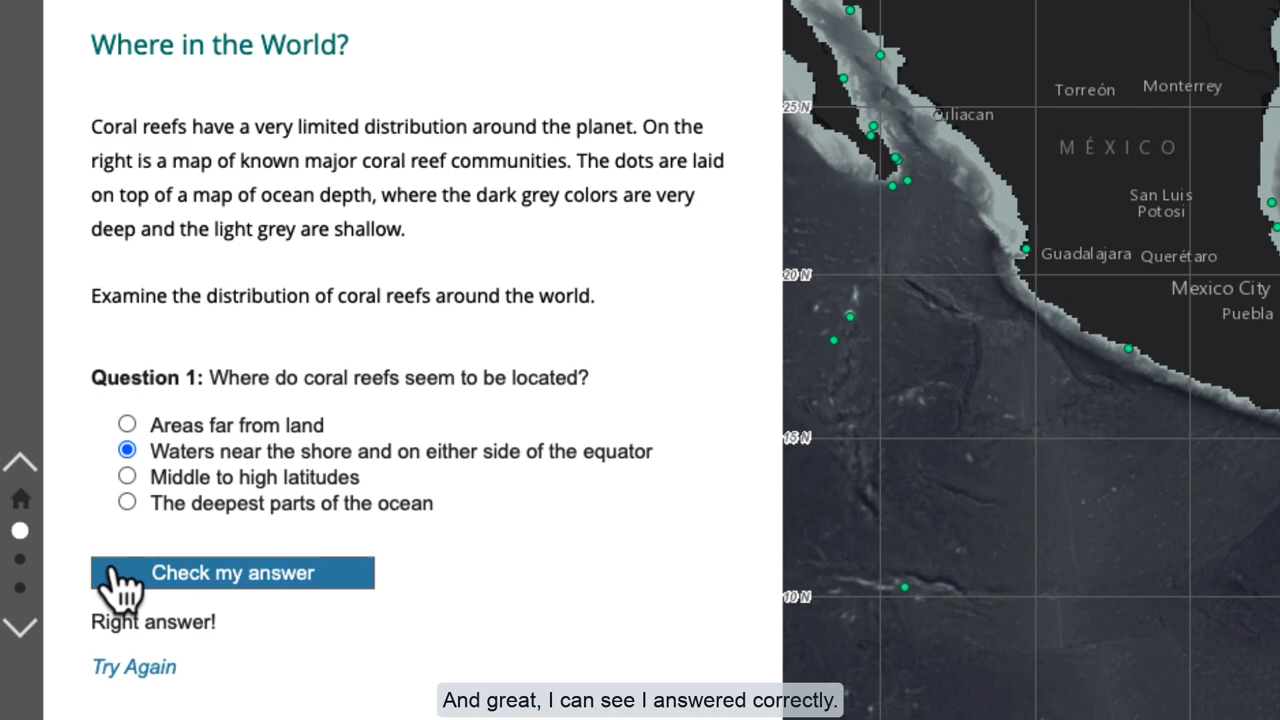 Where in the World?
Coral reefs have a very limited distribution around the planet. On the
right is a map of known major coral reef communities. The dots are laid
on top of a map of ocean depth, where the dark grey colors are very
deep and the light grey are shallow.
Examine the distribution of coral reefs around the world.
Question 1: Where do coral reefs seem to be located?
Areas far from land
Waters near the shore and on either side of the equator
Middle to high latitudes
The deepest parts of the ocean
Check my answer
Right answer!
Try Again
And great, I can see I answered correctly.
25 N
Torreón
Monterrey
Culiacan
MÉXICO
San Luis
Potosi
Guadalajara
Querétaro
20 N
Mexico City
Puebla
15 N
10 N